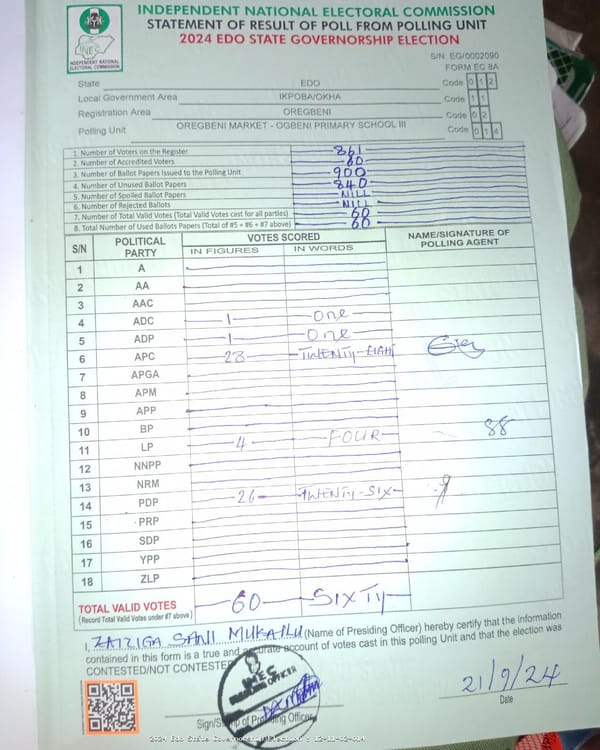 INDEPENDENT NATIONAL ELECTORAL COMMISSION
STATEMENT OF RESULT OF POLL FROM POLLING UNIT
2024 EDO STATE GOVERNORSHIP ELECTION
INEC
INDEPENDENT NATIONAL
ELECTORAL COMMISSION
S/N: EG/0002090
FORM EC 8A
State EDO Code 0 1 2
Local Government Area IKPOBA/OKHA Code 1 1
Registration Area OREGBENI Code 0 2
Polling Unit OREGBENI MARKET - OGBENI PRIMARY SCHOOL III Code 0 1 4
1. Number of Voters on the Register 861
2. Number of Accredited Voters 60
3. Number of Ballot Papers Issued to the Polling Unit 900
4. Number of Unused Ballot Papers 840
5. Number of Spoiled Ballot Papers NILL
6. Number of Rejected Ballots NILL
7. Number of Total Valid Votes (Total Valid Votes cast for all parties) 60
8. Total Number of Used Ballots Papers (Total of #5 + #6 + #7 above) 60
S/N POLITICAL PARTY VOTES SCORED NAME/SIGNATURE OF POLLING AGENT
IN FIGURES IN WORDS
1 A
2 AA
3 AAC
4 ADC 1 One
5 ADP 1 One
6 APC 28 TWENTY-EIGHT
7 APGA
8 APM
9 APP
10 BP
11 LP 4 FOUR
12 NNPP
13 NRM
14 PDP 26 TWENTY-SIX
15 PRP
16 SDP
17 YPP
18 ZLP
TOTAL VALID VOTES 60 SIXTY
(Record Total Valid Votes under #7 above)
I, SANI (Name of Presiding Officer) hereby certify that the information
contained in this form is a true and accurate account of votes cast in this polling Unit and that the election was
CONTESTED/NOT CONTESTED
INEC
PRESIDING OFFICER
21/9/24
Sign/Stamp of Presiding Officer Date
2024 Edo State Governorship Election : 12-11-02-014